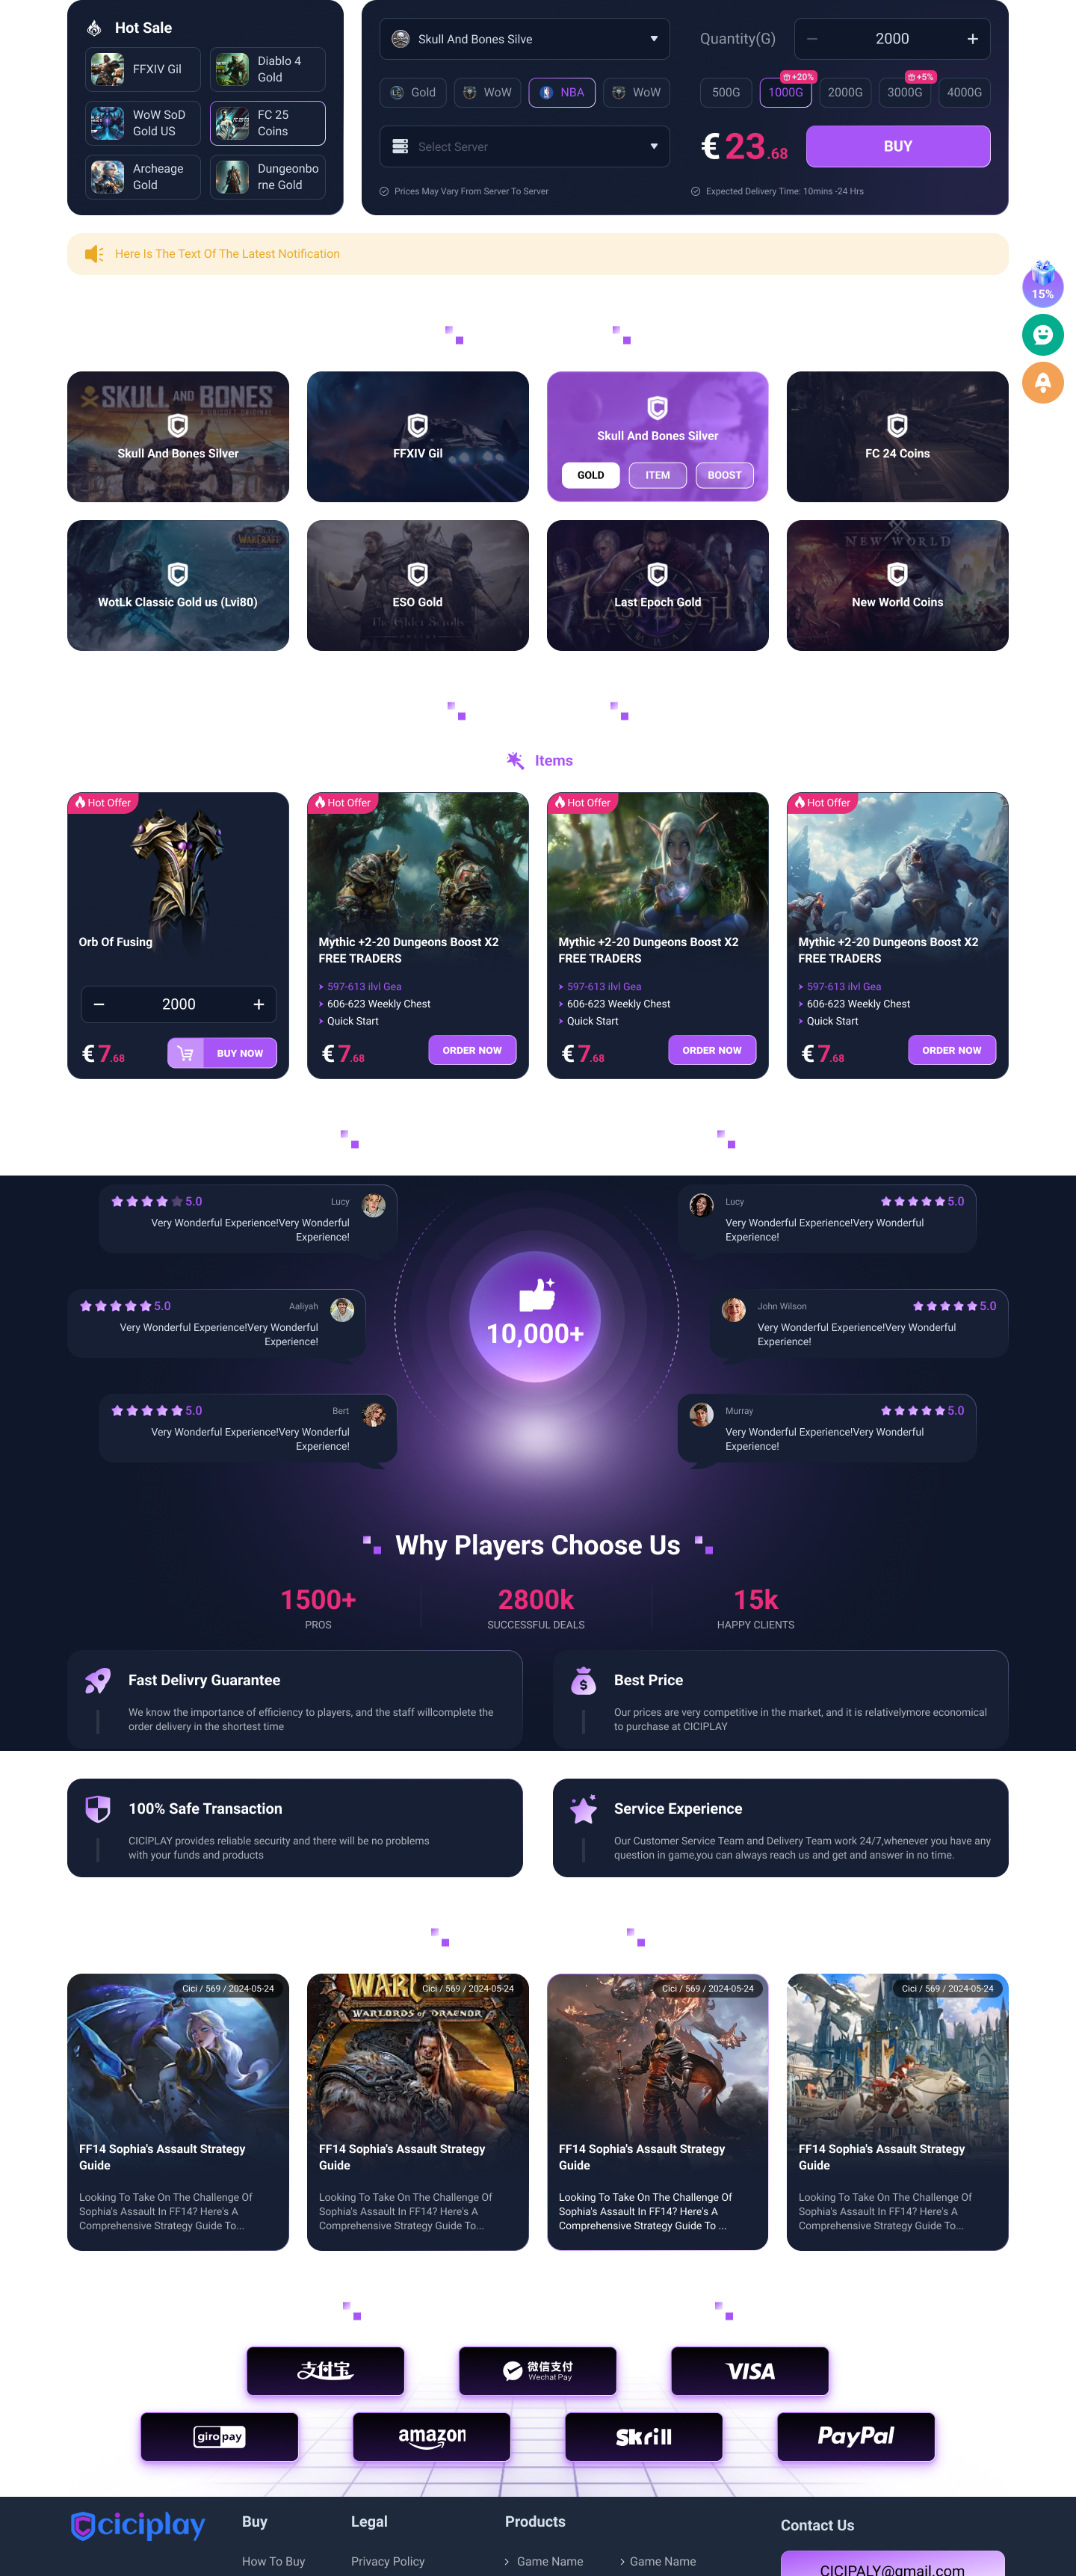 Hot Sale
FFXIV Gil
Diablo 4
Gold
WoW SoD
Gold US
FC 25
Coins
Archeage
Gold
Dungeonbo
rne Gold
Skull And Bones Silve
Gold
WoW
NBA
WoW
Select Server
Prices May Vary From Server To Server
Quantity(G)
2000
+20%
+5%
500G
1000G
2000G
3000G
4000G
€ 23.68
BUY
Expected Delivery Time: 10mins -24 Hrs
Here Is The Text Of The Latest Notification
15%
SKULL AND BONES
A UBISOFT ORIGINAL
Skull And Bones Silver
FFXIV Gil
Skull And Bones Silver
GOLD
ITEM
BOOST
FC 24 Coins
WARCRAFT
WotLk Classic Gold us (Lvl80)
ESO Gold
The Elder Scrolls
ONLINE
Last Epoch Gold
LAST EPOCH
NEW WORLD
New World Coins
Items
Hot Offer
Orb Of Fusing
2000
€ 7.68
BUY NOW
Hot Offer
Mythic +2-20 Dungeons Boost X2
FREE TRADERS
597-613 ilvl Gea
606-623 Weekly Chest
Quick Start
€ 7.68
ORDER NOW
Hot Offer
Mythic +2-20 Dungeons Boost X2
FREE TRADERS
597-613 ilvl Gea
606-623 Weekly Chest
Quick Start
€ 7.68
ORDER NOW
Hot Offer
Mythic +2-20 Dungeons Boost X2
FREE TRADERS
597-613 ilvl Gea
606-623 Weekly Chest
Quick Start
€ 7.68
ORDER NOW
5.0
Lucy
Very Wonderful Experience!Very Wonderful
Experience!
Lucy
5.0
Very Wonderful Experience!Very Wonderful
Experience!
5.0
Aaliyah
Very Wonderful Experience!Very Wonderful
Experience!
10,000+
John Wilson
5.0
Very Wonderful Experience!Very Wonderful
Experience!
5.0
Bert
Very Wonderful Experience!Very Wonderful
Experience!
Murray
5.0
Very Wonderful Experience!Very Wonderful
Experience!
Why Players Choose Us
1500+
PROS
2800k
SUCCESSFUL DEALS
15k
HAPPY CLIENTS
Fast Delivry Guarantee
We know the importance of efficiency to players, and the staff willcomplete the
order delivery in the shortest time
Best Price
Our prices are very competitive in the market, and it is relativelymore economical
to purchase at CICIPLAY
100% Safe Transaction
CICIPLAY provides reliable security and there will be no problems
with your funds and products
Service Experience
Our Customer Service Team and Delivery Team work 24/7,whenever you have any
question in game,you can always reach us and get and answer in no time.
Cici / 569 / 2024-05-24
FF14 Sophia's Assault Strategy
Guide
Looking To Take On The Challenge Of
Sophia's Assault In FF14? Here's A
Comprehensive Strategy Guide To...
Cici / 569 / 2024-05-24
WARLORDS OF DRAENOR
FF14 Sophia's Assault Strategy
Guide
Looking To Take On The Challenge Of
Sophia's Assault In FF14? Here's A
Comprehensive Strategy Guide To...
Cici / 569 / 2024-05-24
FF14 Sophia's Assault Strategy
Guide
Looking To Take On The Challenge Of
Sophia's Assault In FF14? Here's A
Comprehensive Strategy Guide To ...
Cici / 569 / 2024-05-24
FF14 Sophia's Assault Strategy
Guide
Looking To Take On The Challenge Of
Sophia's Assault In FF14? Here's A
Comprehensive Strategy Guide To...
支付宝
微信支付
Wechat Pay
VISA
giropay
amazon
Skrill
PayPal
ciciplay
Buy
How To Buy
Legal
Privacy Policy
Products
Game Name
Game Name
Contact Us
CICIPALY@gmail.com